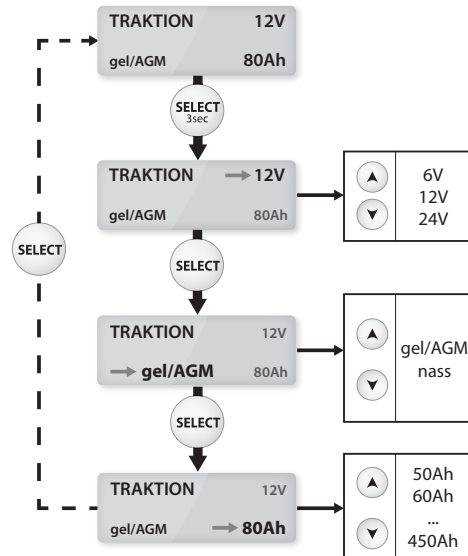 TRAKTION 12V
gel/AGM 80Ah
SELECT
3sec
TRAKTION → 12V
gel/AGM 80Ah
6V
12V
24V
SELECT
SELECT
TRAKTION 12V
→ gel/AGM 80Ah
gel/AGM
nass
SELECT
TRAKTION 12V
gel/AGM → 80Ah
50Ah
60Ah
...
450Ah